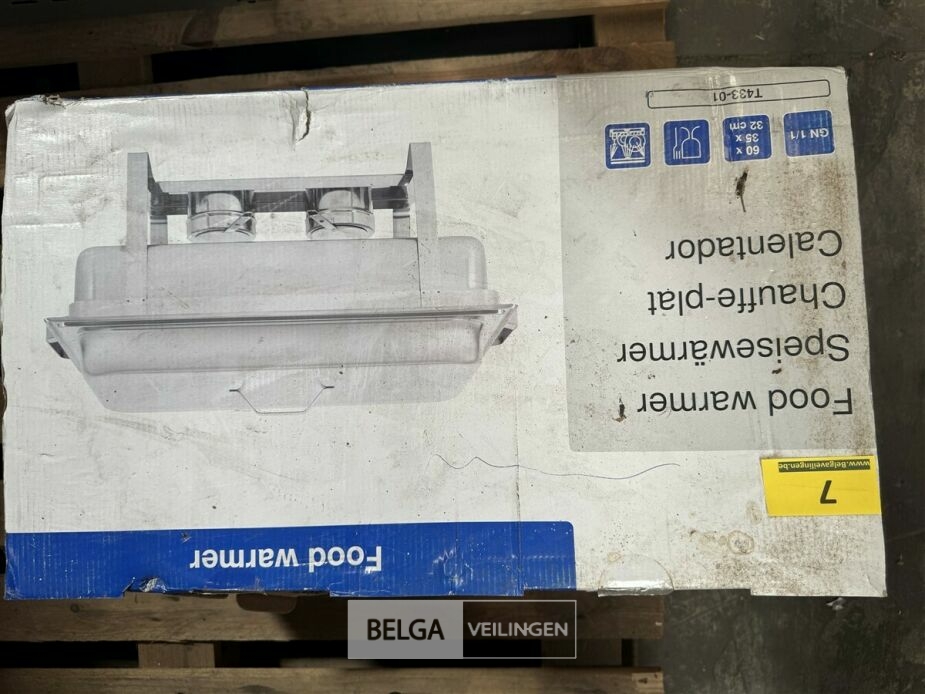 Food warmer
Speisewärmer
Chauffe-plat
Calentador
GN 1/1
60 x
35 x
32 cm
T433-01
Food warmer
7
www.Belgaveilingen.be
BELGA VEILINGEN